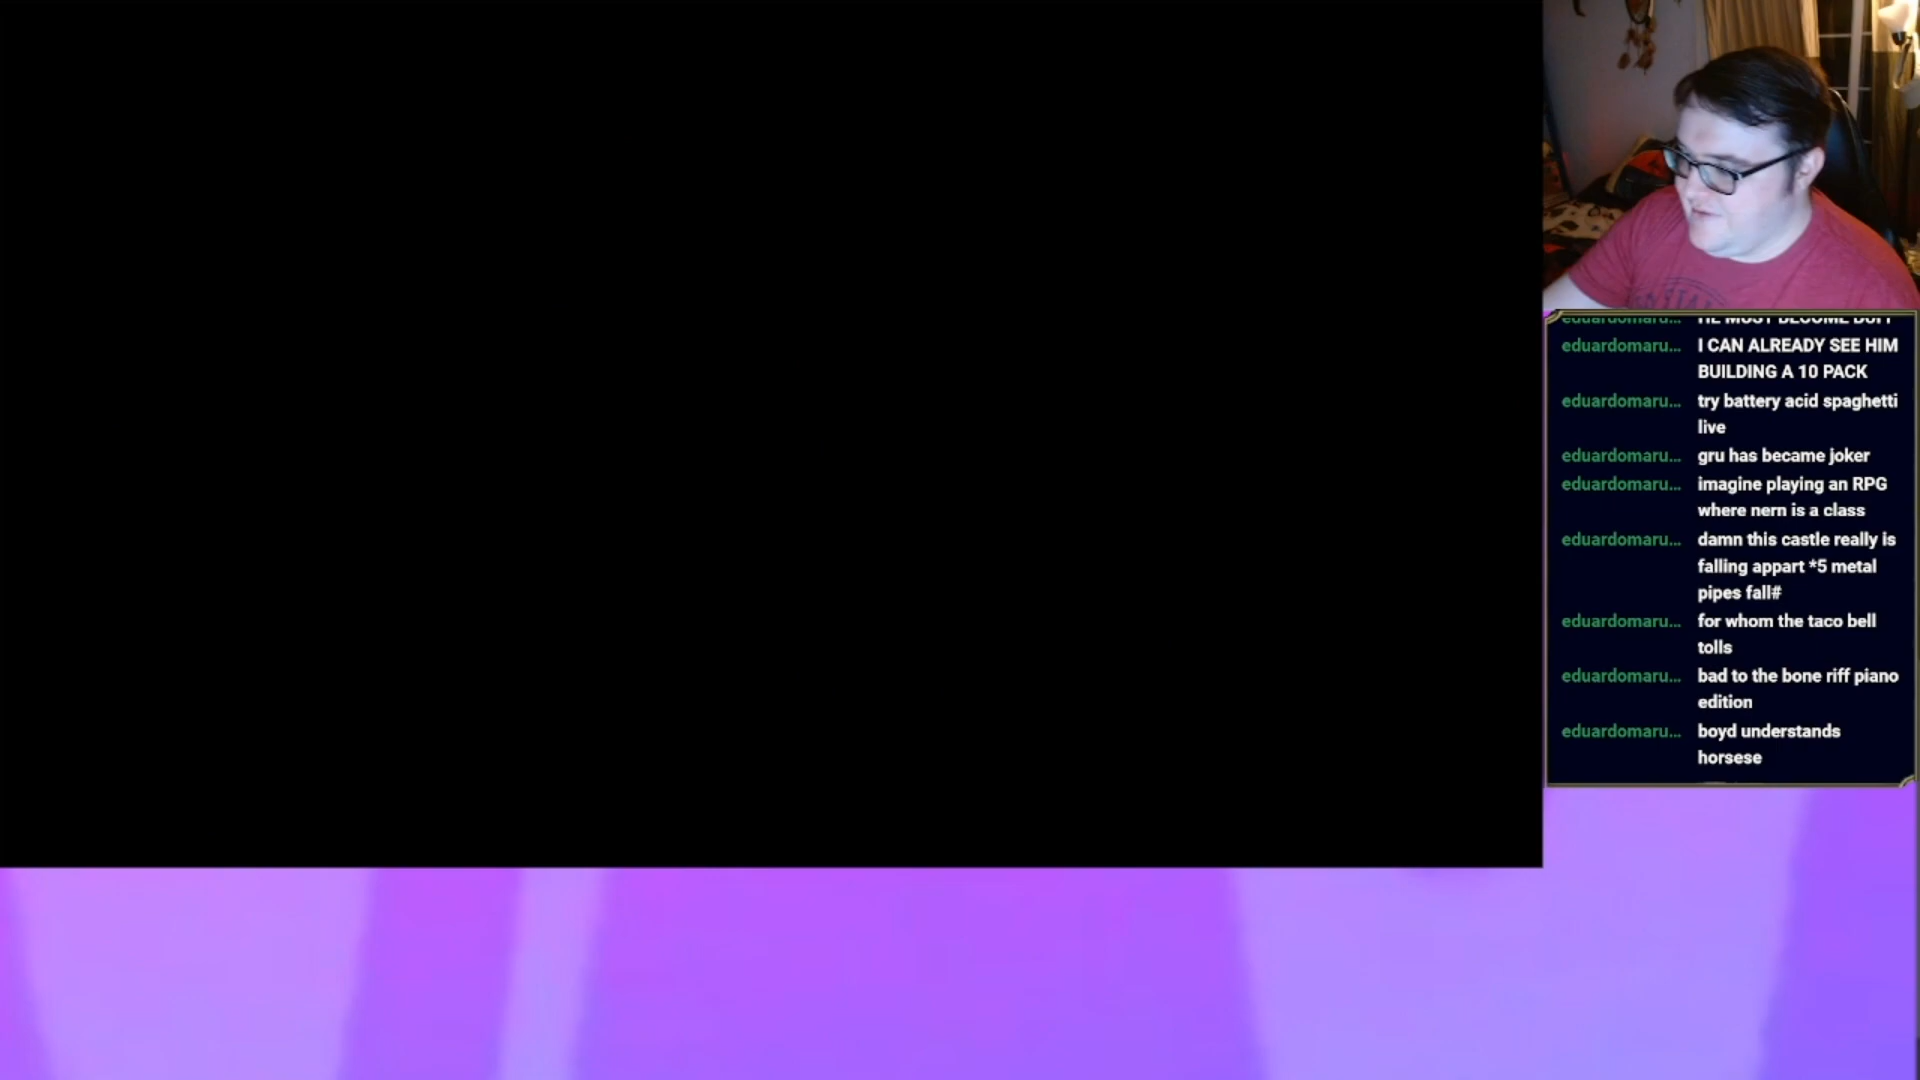 eduardomaru... I CAN ALREADY SEE HIM
BUILDING A 10 PACK
eduardomaru... try battery acid spaghetti
live
eduardomaru... gru has became joker
eduardomaru... imagine playing an RPG
where nern is a class
eduardomaru... damn this castle really is
falling appart *5 metal
pipes fall#
eduardomaru... for whom the taco bell
tolls
eduardomaru... bad to the bone riff piano
edition
eduardomaru... boyd understands
horsese